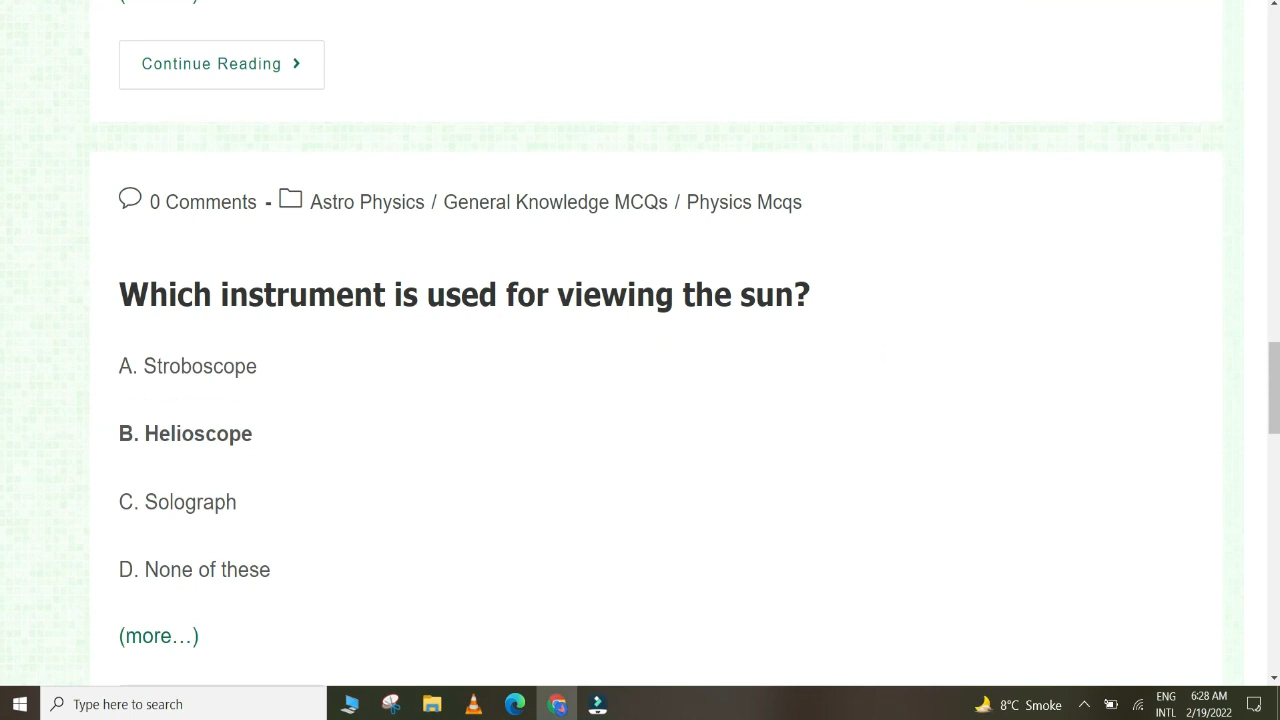 Continue Reading
0 Comments - Astro Physics / General Knowledge MCQs / Physics Mcqs
Which instrument is used for viewing the sun?
A. Stroboscope
B. Helioscope
C. Solograph
D. None of these
(more…)
Type here to search
8°C Smoke
ENG
INTL
6:28 AM
2/19/2022